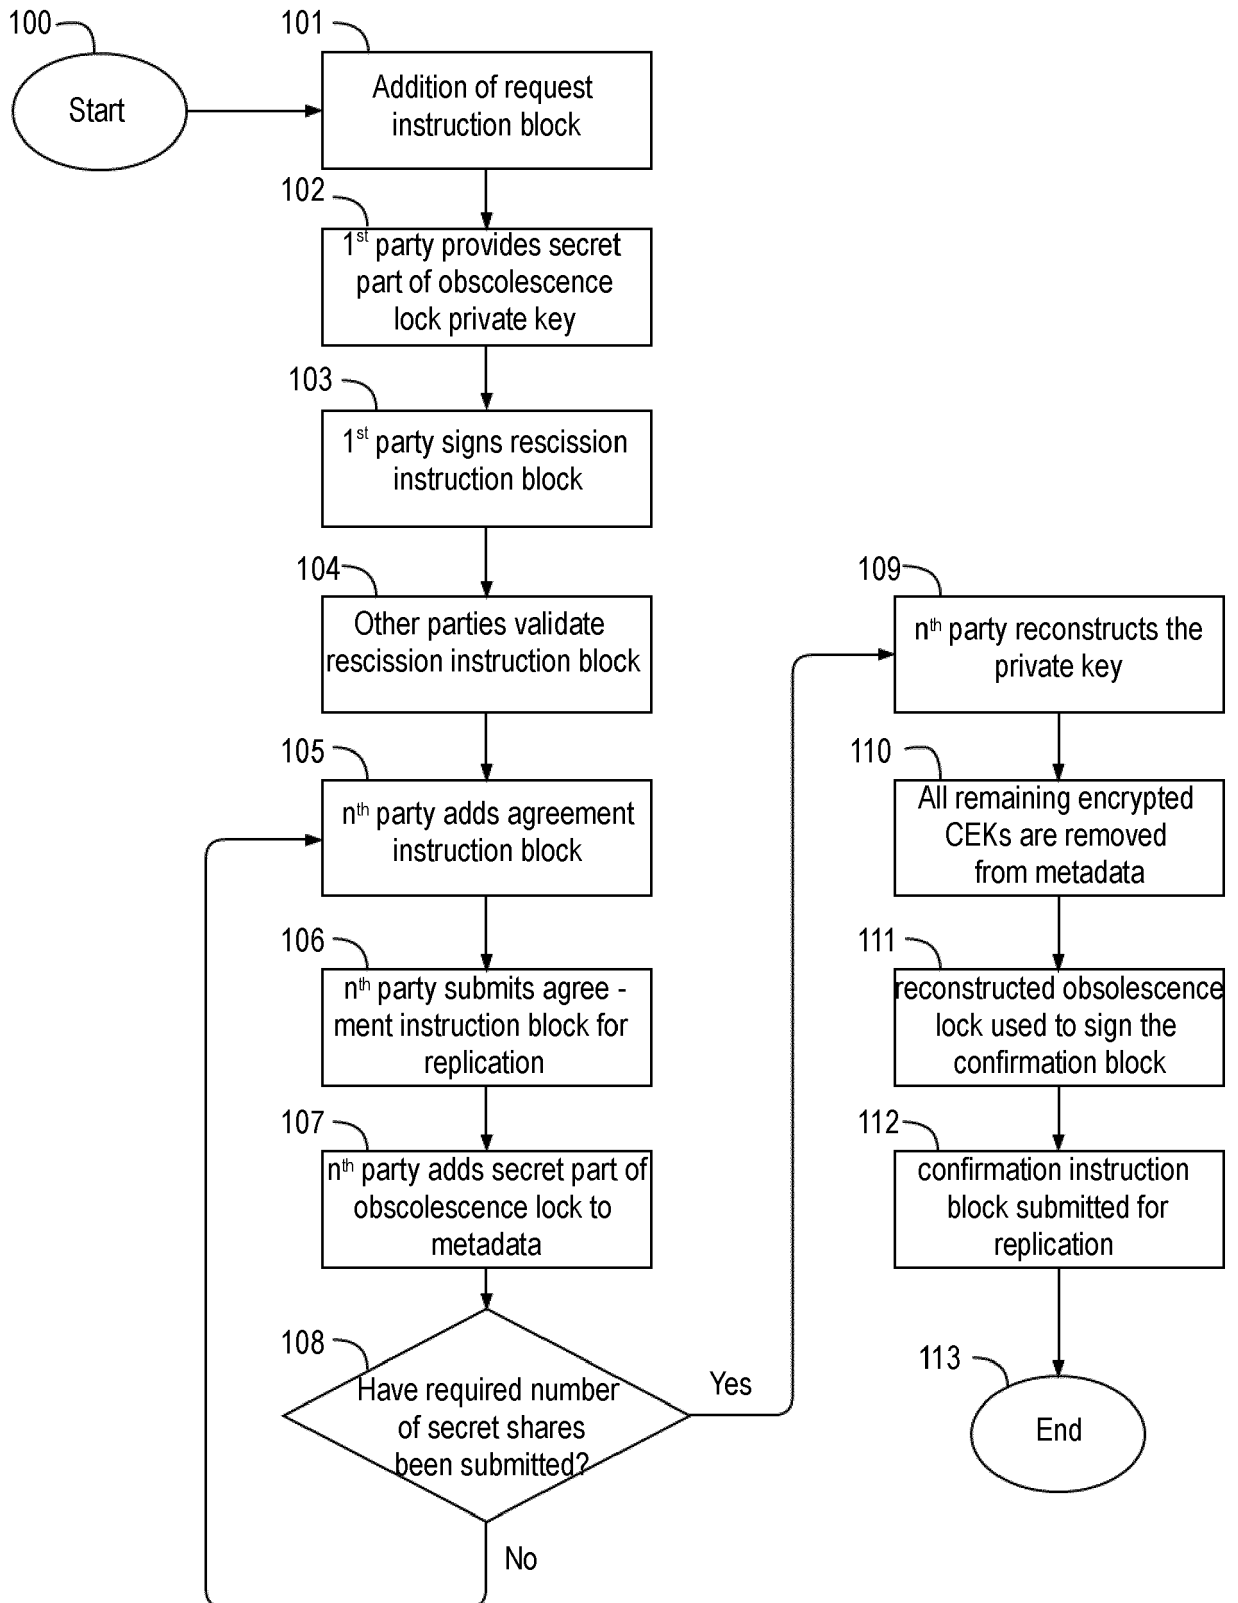 100
Start
101
Addition of request
instruction block
102
1st party provides secret
part of obscolescence
lock private key
103
1st party signs rescission
instruction block
104
Other parties validate
rescission instruction block
105
nth party adds agreement
instruction block
106
nth party submits agree -
ment instruction block for
replication
107
nth party adds secret part of
obscolescence lock to
metadata
108
Have required number
of secret shares
been submitted?
Yes
No
109
nth party reconstructs the
private key
110
All remaining encrypted
CEKs are removed
from metadata
111
reconstructed obsolescence
lock used to sign the
confirmation block
112
confirmation instruction
block submitted for
replication
113
End